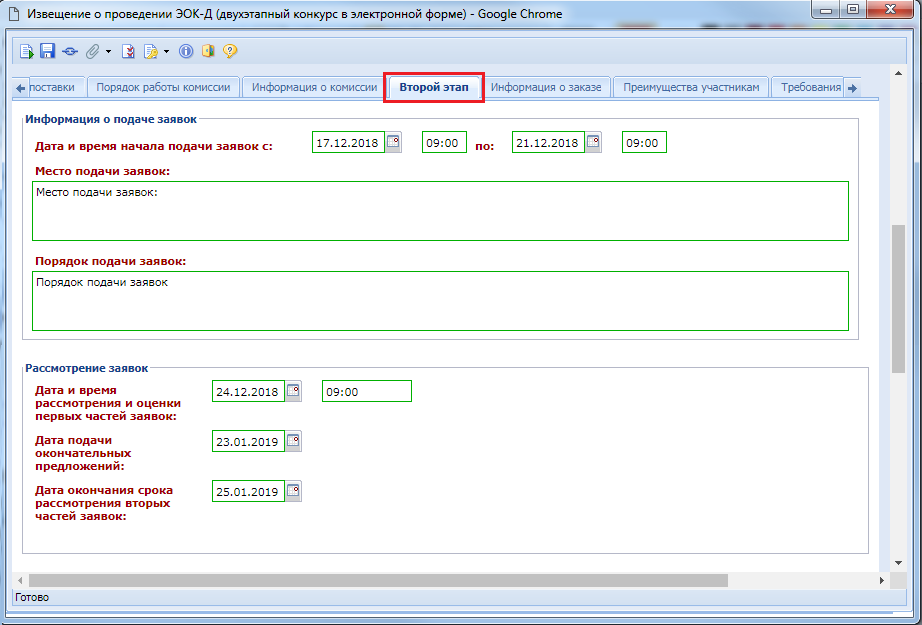 Извещение о проведении ЭОК-Д (двухэтапный конкурс в электронной форме) - Google Chrome
поставки Порядок работы комиссии Информация о комиссии Второй этап Информация о заказе Преимущества участникам Требования
Информация о подаче заявок
Дата и время начала подачи заявок с: 17.12.2018 09:00 по: 21.12.2018 09:00
Место подачи заявок:
Место подачи заявок:
Порядок подачи заявок:
Порядок подачи заявок
Рассмотрение заявок
Дата и время
рассмотрения и оценки
первых частей заявок:
24.12.2018 09:00
Дата подачи
окончательных
предложений:
23.01.2019
Дата окончания срока
рассмотрения вторых
частей заявок:
25.01.2019
Готово